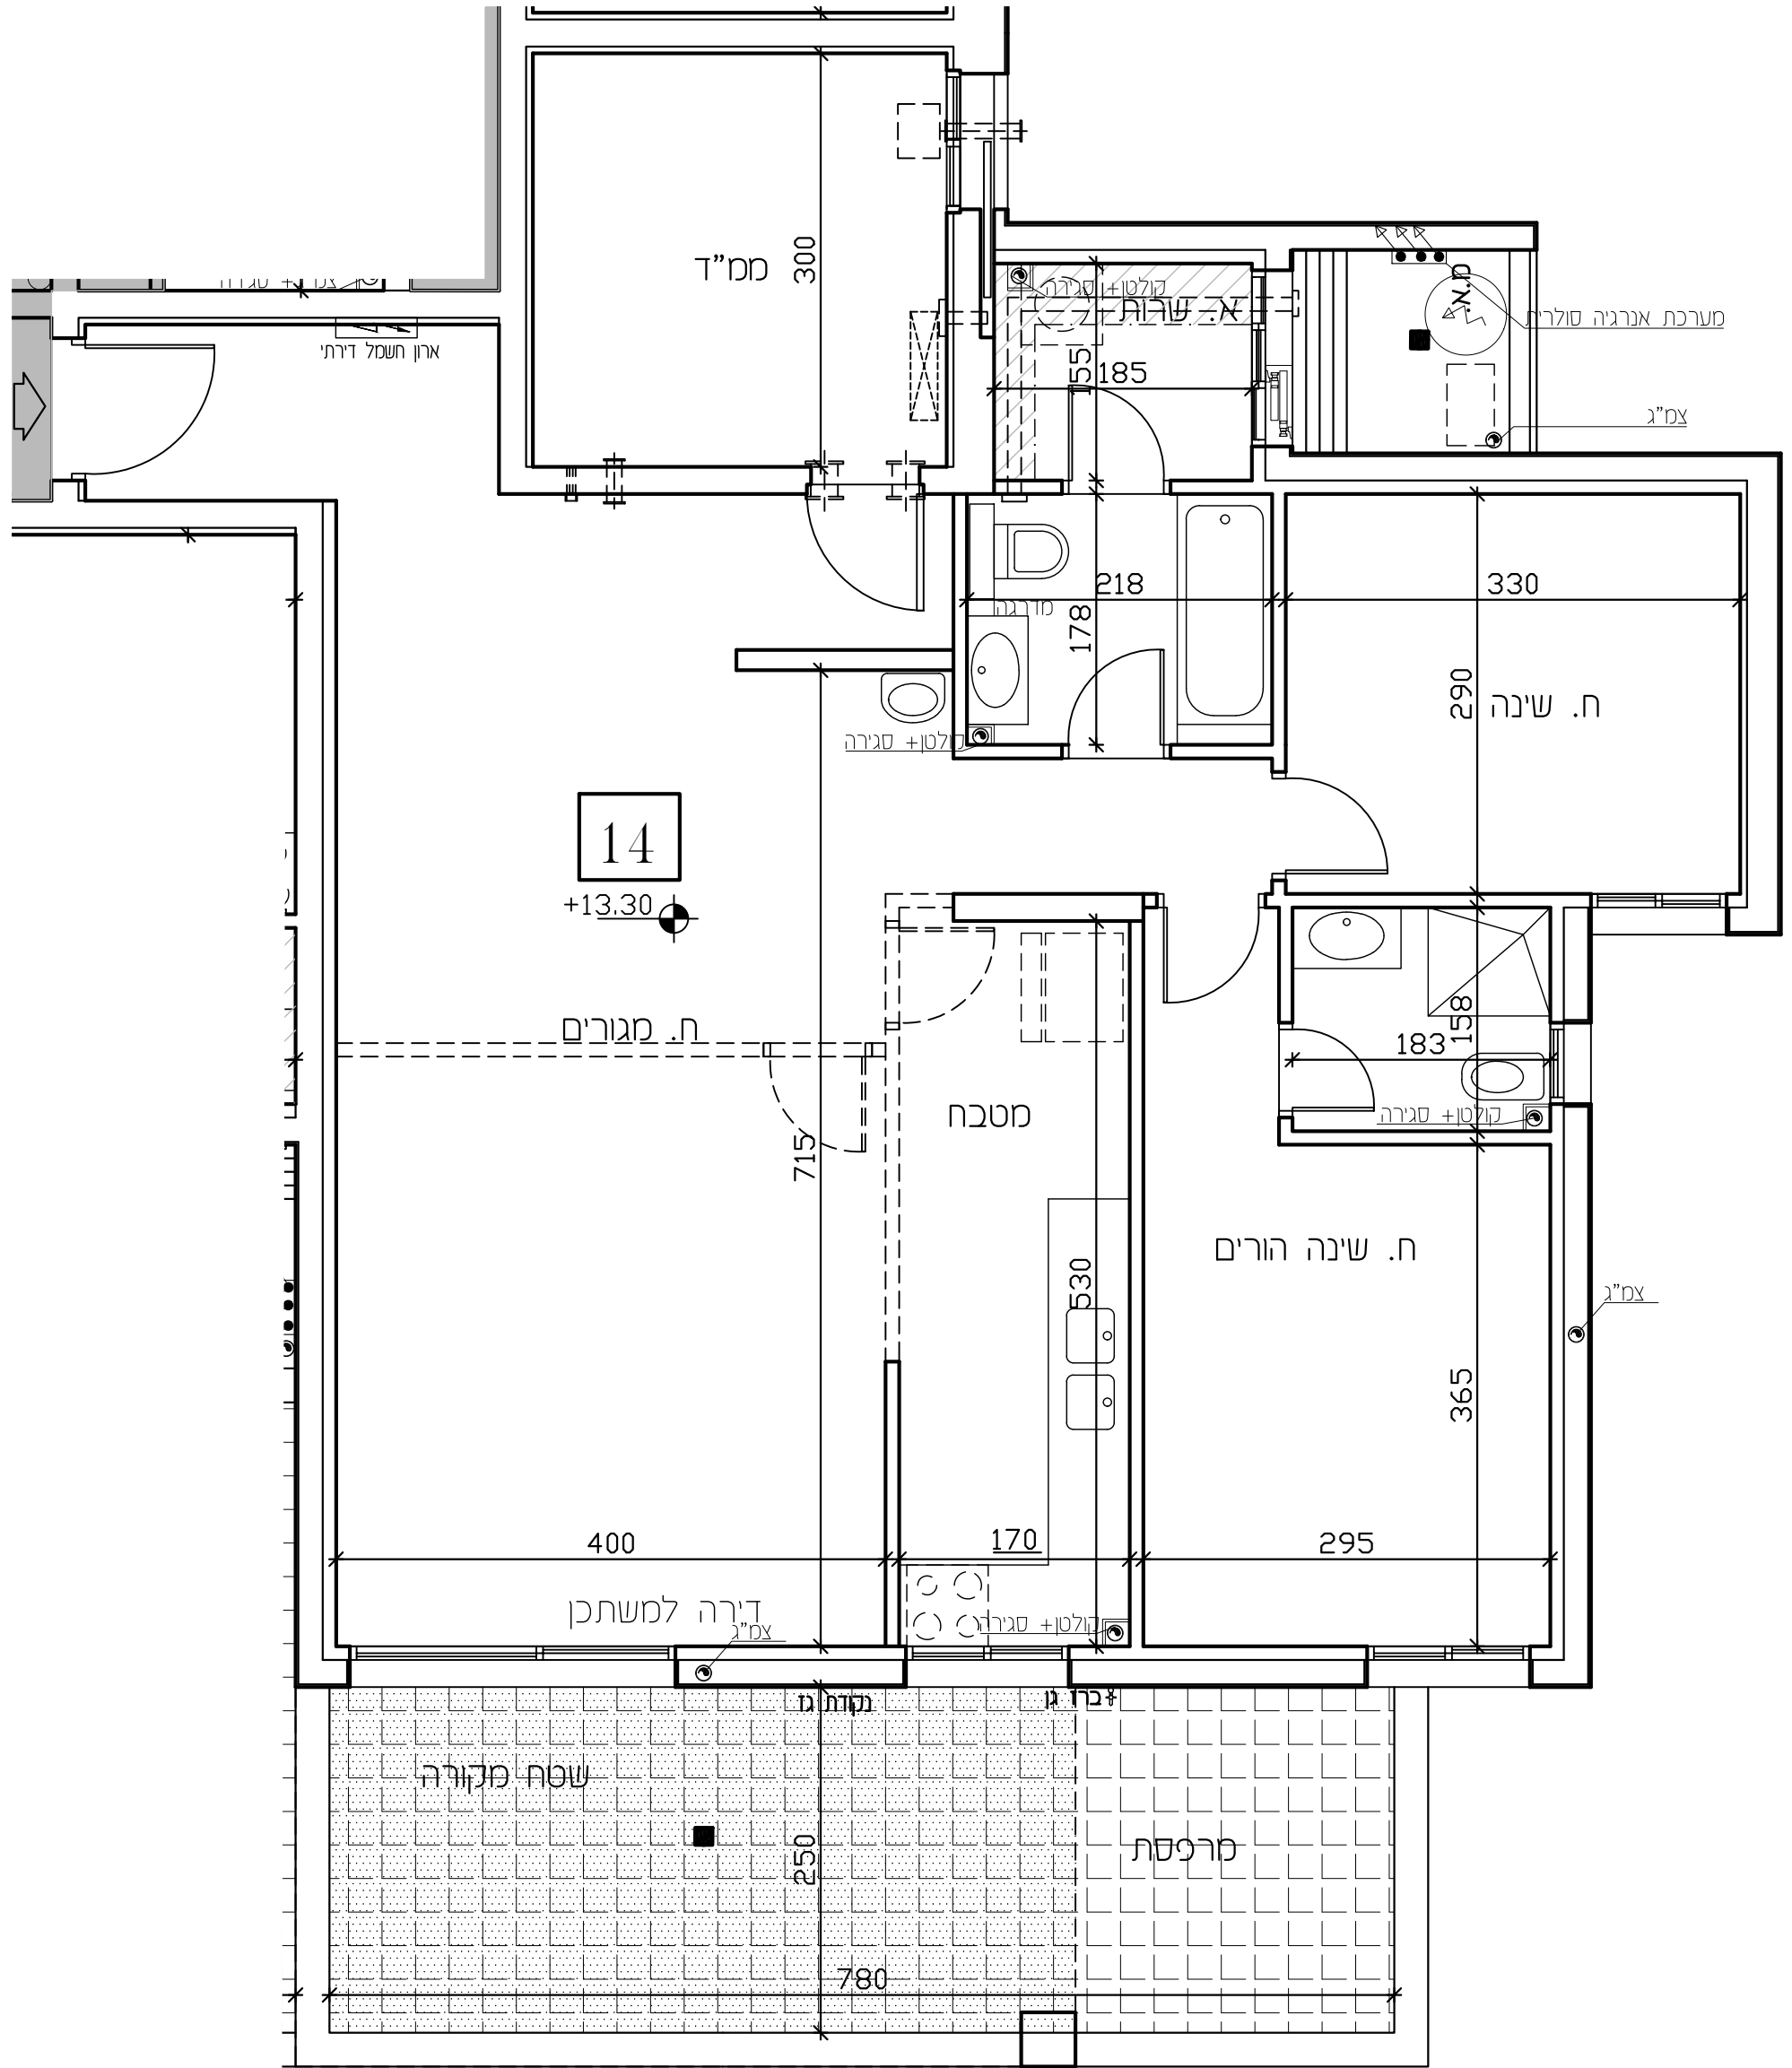 ממ"ד
300
צמ"ג + סגירה
ארון חשמל דירתי
קולטן+ סגירה
א. שרות
155
185
מ.א.
מערכת אנרגיה סולרית
צמ"ג
218
178
מדרגה
קולטן+ סגירה
330
290
ח. שינה
14
+13.30
ח. מגורים
715
מטבח
530
158
183
קולטן+ סגירה
ח. שינה הורים
365
צמ"ג
400
170
295
דירה למשתכן
צמ"ג
קולטן+ סגירה
נקודת גז
ברז גן
שטח מקורה
250
מרפסת
780